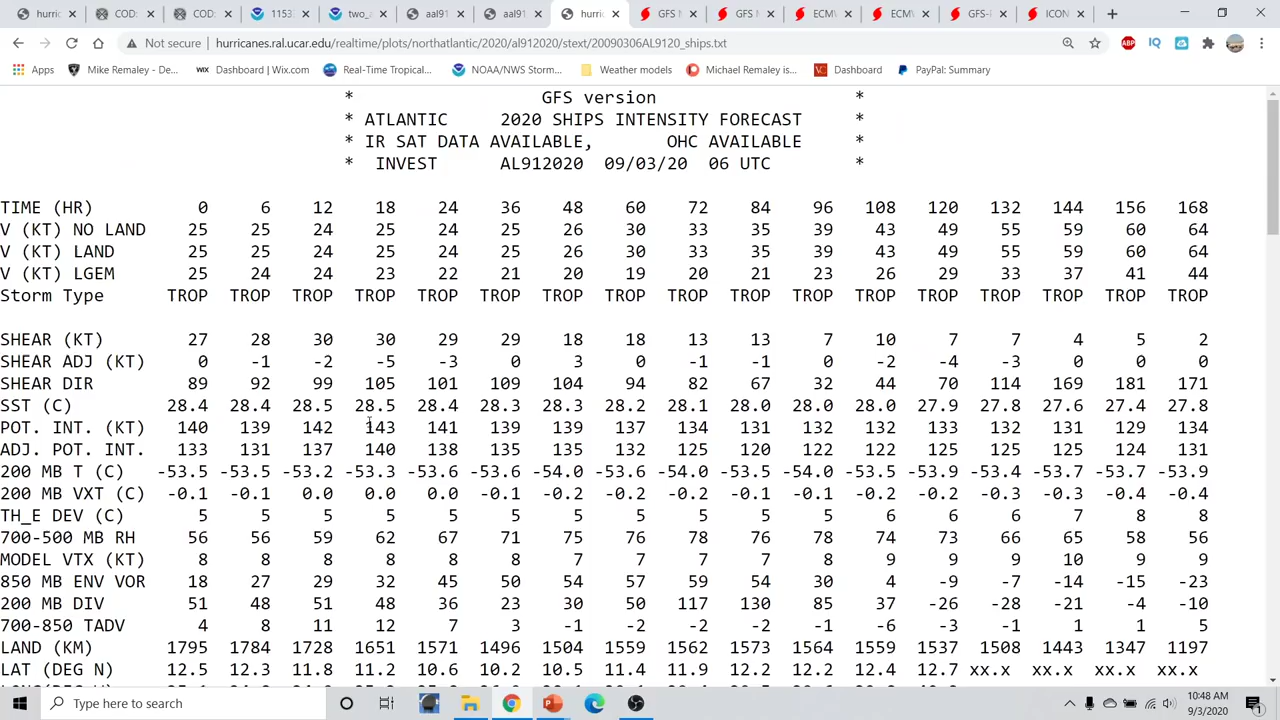 hurric
COD:
COD:
1153
two_
aal91
aal91
hurric
GFS M
GFS M
ECMV
ECMV
GFS-
ICON
Not secure hurricanes.ral.ucar.edu/realtime/plots/northatlantic/2020/al912020/stext/20090306AL9120_ships.txt
ABP
IQ
Apps Mike Remaley - De... WIX Dashboard | Wix.com Real-Time Tropical... NOAA/NWS Storm... Weather models Michael Remaley is... VC Dashboard PayPal: Summary
* GFS version *
* ATLANTIC 2020 SHIPS INTENSITY FORECAST *
* IR SAT DATA AVAILABLE, OHC AVAILABLE *
* INVEST AL912020 09/03/20 06 UTC *
TIME (HR) 0 6 12 18 24 36 48 60 72 84 96 108 120 132 144 156 168
V (KT) NO LAND 25 25 24 25 24 25 26 30 33 35 39 43 49 55 59 60 64
V (KT) LAND 25 25 24 25 24 25 26 30 33 35 39 43 49 55 59 60 64
V (KT) LGEM 25 24 24 23 22 21 20 19 20 21 23 26 29 33 37 41 44
Storm Type TROP TROP TROP TROP TROP TROP TROP TROP TROP TROP TROP TROP TROP TROP TROP TROP TROP
SHEAR (KT) 27 28 30 30 29 29 18 18 13 13 7 10 7 7 4 5 2
SHEAR ADJ (KT) 0 -1 -2 -5 -3 0 3 0 -1 -1 0 -2 -4 -3 0 0 0
SHEAR DIR 89 92 99 105 101 109 104 94 82 67 32 44 70 114 169 181 171
SST (C) 28.4 28.4 28.5 28.5 28.4 28.3 28.3 28.2 28.1 28.0 28.0 28.0 27.9 27.8 27.6 27.4 27.8
POT. INT. (KT) 140 139 142 143 141 139 139 137 134 131 132 132 133 132 131 129 134
ADJ. POT. INT. 133 131 137 140 138 135 135 132 125 120 122 122 125 125 125 124 131
200 MB T (C) -53.5 -53.5 -53.2 -53.3 -53.6 -53.6 -54.0 -53.6 -54.0 -53.5 -54.0 -53.5 -53.9 -53.4 -53.7 -53.7 -53.9
200 MB VXT (C) -0.1 -0.1 0.0 0.0 0.0 -0.1 -0.2 -0.2 -0.2 -0.1 -0.1 -0.2 -0.2 -0.3 -0.3 -0.4 -0.4
TH_E DEV (C) 5 5 5 5 5 5 5 5 5 5 5 6 6 6 7 8 8
700-500 MB RH 56 56 59 62 67 71 75 76 78 76 78 74 73 66 65 58 56
MODEL VTX (KT) 8 8 8 8 8 8 7 7 7 7 8 9 9 9 10 9 9
850 MB ENV VOR 18 27 29 32 45 50 54 57 59 54 30 4 -9 -7 -14 -15 -23
200 MB DIV 51 48 51 48 36 23 30 50 117 130 85 37 -26 -28 -21 -4 -10
700-850 TADV 4 8 11 12 7 3 -1 -2 -2 -2 -1 -6 -3 -1 1 1 5
LAND (KM) 1795 1784 1728 1651 1571 1496 1504 1559 1562 1573 1564 1559 1537 1508 1443 1347 1197
LAT (DEG N) 12.5 12.3 11.8 11.2 10.6 10.2 10.5 11.4 11.9 12.2 12.2 12.4 12.7 xx.x xx.x xx.x xx.x
Type here to search
10:48 AM
9/3/2020